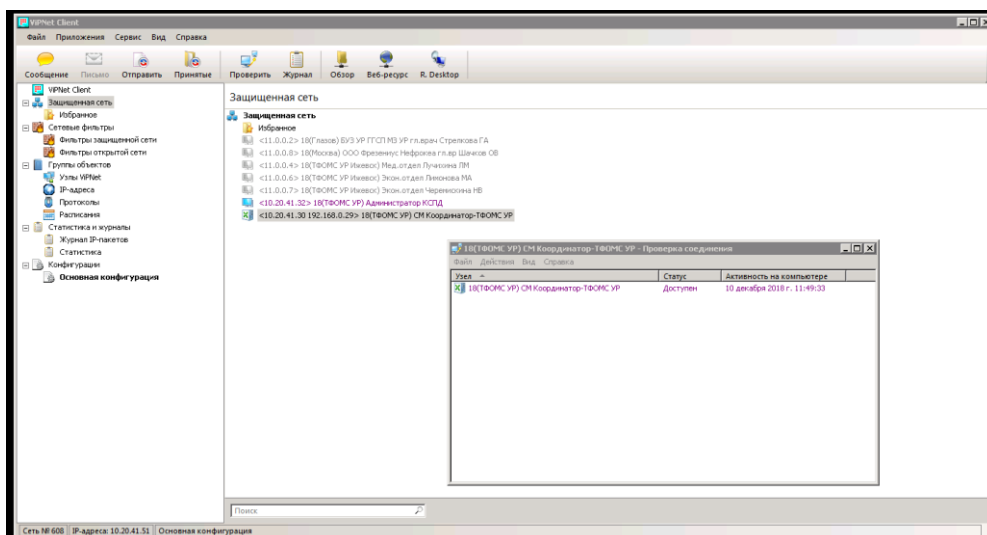 ViPNet Client
Файл Приложения Сервис Вид Справка
Сообщение Письмо Отправить Принятые Проверить Журнал Обзор Веб-ресурс R. Desktop
ViPNet Client
Защищенная сеть
Избранное
Сетевые фильтры
Фильтры защищенной сети
Фильтры открытой сети
Группы объектов
Узлы ViPNet
IP-адреса
Протоколы
Расписания
Статистика и журналы
Журнал IP-пакетов
Статистика
Конфигурации
Основная конфигурация
Защищенная сеть
Защищенная сеть
Избранное
<11.0.0.2> 18(Глазов) БУЗ УР ГГСП МЗ УР гл.врач Стрелкова ГА
<11.0.0.8> 18(Москва) ООО Фрезениус Нефрокеа гл.вр Шачков ОВ
<11.0.0.4> 18(ТФОМС УР Ижевск) Мед.отдел Лучихина ЛМ
<11.0.0.6> 18(ТФОМС УР Ижевск) Экон.отдел МА
<11.0.0.7> 18(ТФОМС УР Ижевск) Экон.отдел НВ
<10.20.41.32> 18(ТФОМС УР) Администратор КСПД
<10.20.41.30 192.168.0.29> 18(ТФОМС УР) СМ Координатор-ТФОМС УР
18(ТФОМС УР) СМ Координатор-ТФОМС УР - Проверка соединения
Файл Действия Вид Справка
Узел Статус Активность на компьютере
18(ТФОМС УР) СМ Координатор-ТФОМС УР Доступен 10 декабря 2018 г. 11:49:33
Поиск
Сеть № 608 IP-адреса: 10.20.41.51 Основная конфигурация